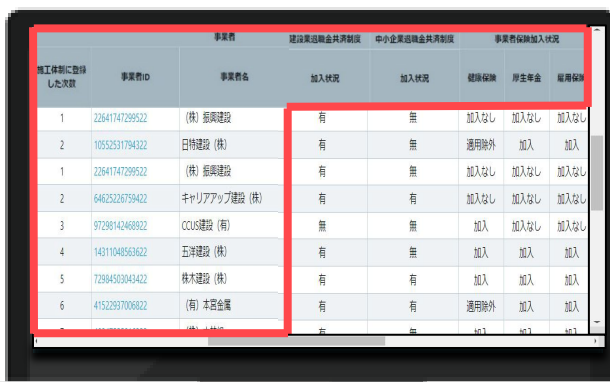 事業者 建設業退職金共済制度 中小企業退職金共済制度 事業者保険加入状況
施工体制に登録した次数 事業者ID 事業者名 加入状況 加入状況 健康保険 厚生年金 雇用保険
1 22641747299522 (株) 振興建設 有 無 加入なし 加入なし 加入なし
2 10552531794322 日特建設 (株) 有 無 適用除外 加入 加入
1 22641747299522 (株) 振興建設 有 無 加入なし 加入なし 加入なし
2 64625226759422 キャリアアップ建設 (株) 有 有 加入なし 加入なし 加入なし
3 97298142468922 CCUS建設 (有) 無 無 加入 加入なし 加入なし
4 14311048563622 五洋建設 (株) 有 無 加入 加入 加入
5 72984503043422 株木建設 (株) 有 有 加入 加入 加入
6 41522937006822 (有) 本宮金属 有 有 適用除外 加入 加入